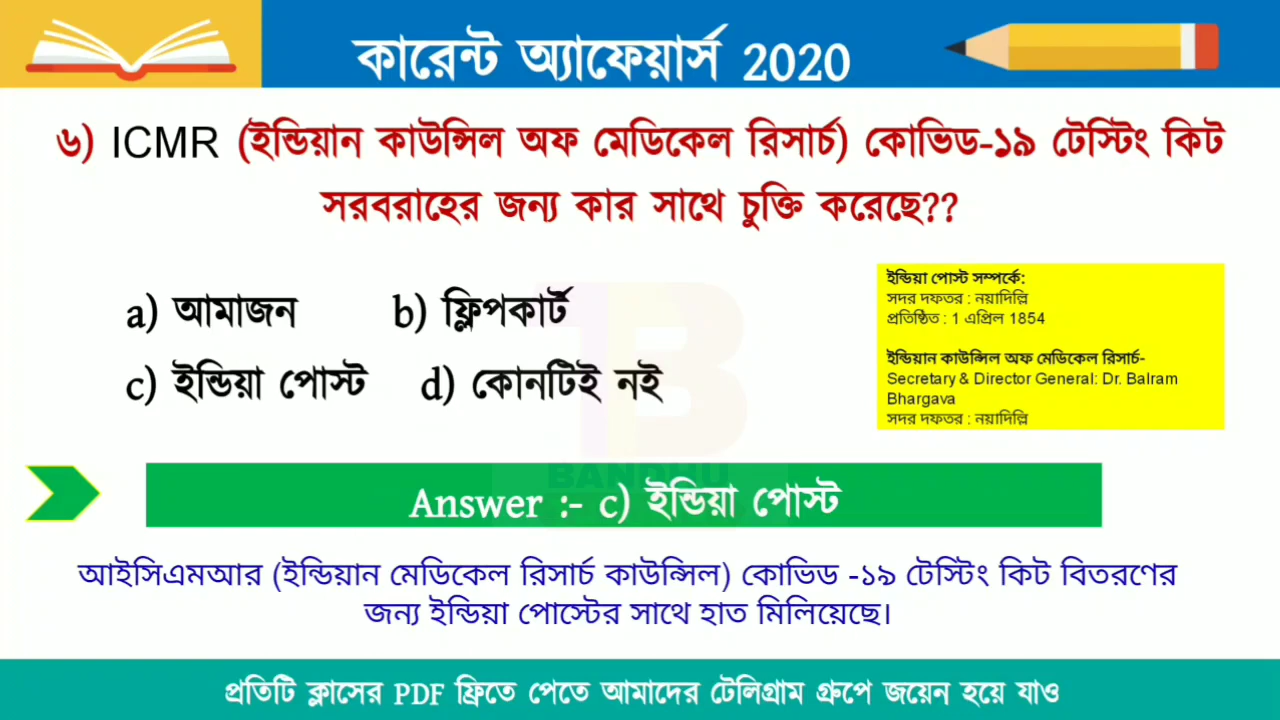 কারেন্ট অ্যাফেয়ার্স 2020
৬) ICMR (ইন্ডিয়ান কাউন্সিল অফ মেডিকেল রিসার্চ) কোভিড-১৯ টেস্টিং কিট
সরবরাহের জন্য কার সাথে চুক্তি করেছে??
a) আমাজন b) ফ্লিপকার্ট
c) ইন্ডিয়া পোস্ট d) কোনটিই নই
ইন্ডিয়া পোস্ট সম্পর্কে:
সদর দফতর : নয়াদিল্লি
প্রতিষ্ঠিত : 1 এপ্রিল 1854
ইন্ডিয়ান কাউন্সিল অফ মেডিকেল রিসার্চ-
Secretary & Director General: Dr. Balram
Bhargava
সদর দফতর : নয়াদিল্লি
BANDHU
Answer :- c) ইন্ডিয়া পোস্ট
আইসিএমআর (ইন্ডিয়ান মেডিকেল রিসার্চ কাউন্সিল) কোভিড -১৯ টেস্টিং কিট বিতরণের
জন্য ইন্ডিয়া পোস্টের সাথে হাত মিলিয়েছে।
প্রতিটি ক্লাসের PDF ফ্রিতে পেতে আমাদের টেলিগ্রাম গ্রুপে জয়েন হয়ে যাও